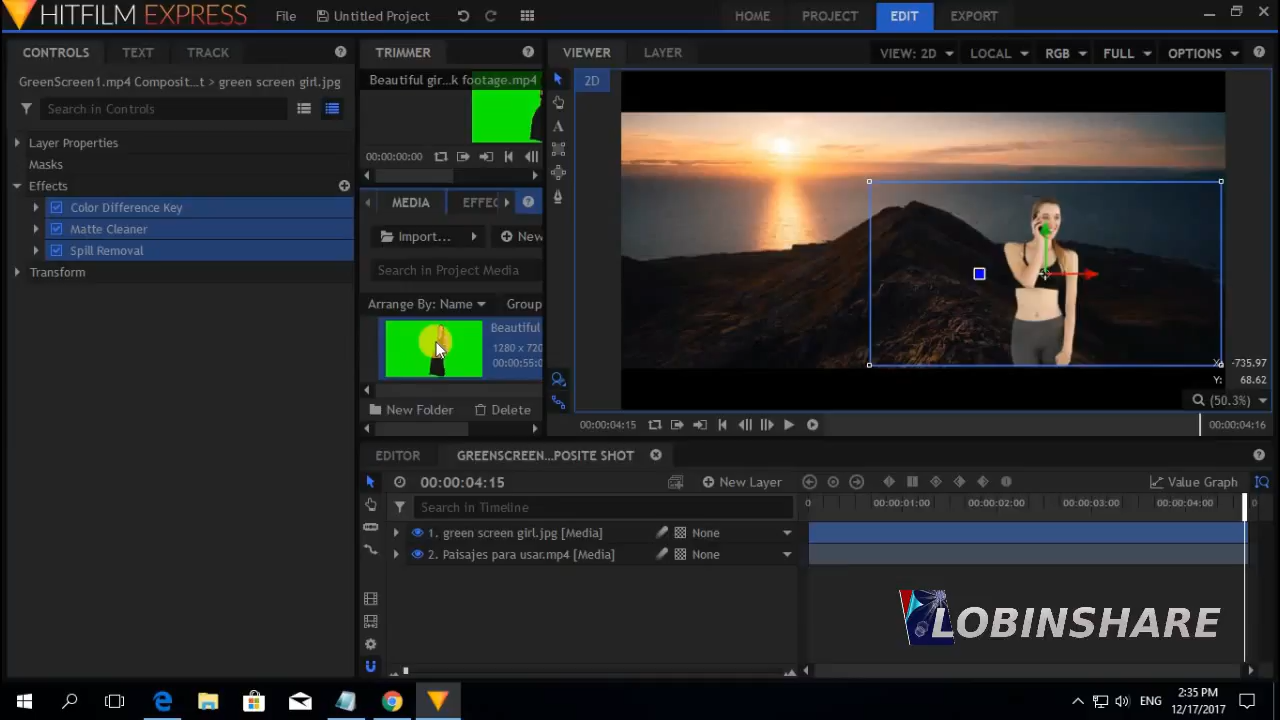 HITFILM EXPRESS
File
Untitled Project
HOME
PROJECT
EDIT
EXPORT
CONTROLS
TEXT
TRACK
GreenScreen1.mp4 Composit...t > green screen girl.jpg
Search in Controls
Layer Properties
Masks
Effects
Color Difference Key
Matte Cleaner
Spill Removal
Transform
TRIMMER
Beautiful gir...k footage.mp4
00:00:00:00
MEDIA
EFFEC
Import...
New
Search in Project Media
Arrange By: Name
Group
Beautiful
1280 x 720
00:00:55:0
New Folder
Delete
VIEWER
LAYER
VIEW: 2D
LOCAL
RGB
FULL
OPTIONS
2D
X: -735.97
Y: 68.62
(50.3%)
00:00:04:15
00:00:04:16
EDITOR
GREENSCREEN...POSITE SHOT
00:00:04:15
New Layer
Value Graph
Search in Timeline
0
00:00:01:00
00:00:02:00
00:00:03:00
00:00:04:00
0
1. green screen girl.jpg [Media]
None
2. Paisajes para usar.mp4 [Media]
None
LOBINSHARE
ENG
2:35 PM
12/17/2017